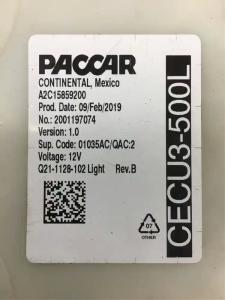 PACCAR
CONTINENTAL, Mexico
A2C15859200
Prod. Date: 09/Feb/2019
No.: 2001197074
Version: 1.0
Sup. Code: 01035AC/QAC:2
Voltage: 12V
Q21-1128-102 Light Rev.B
CECU3-500L
07
OTHER